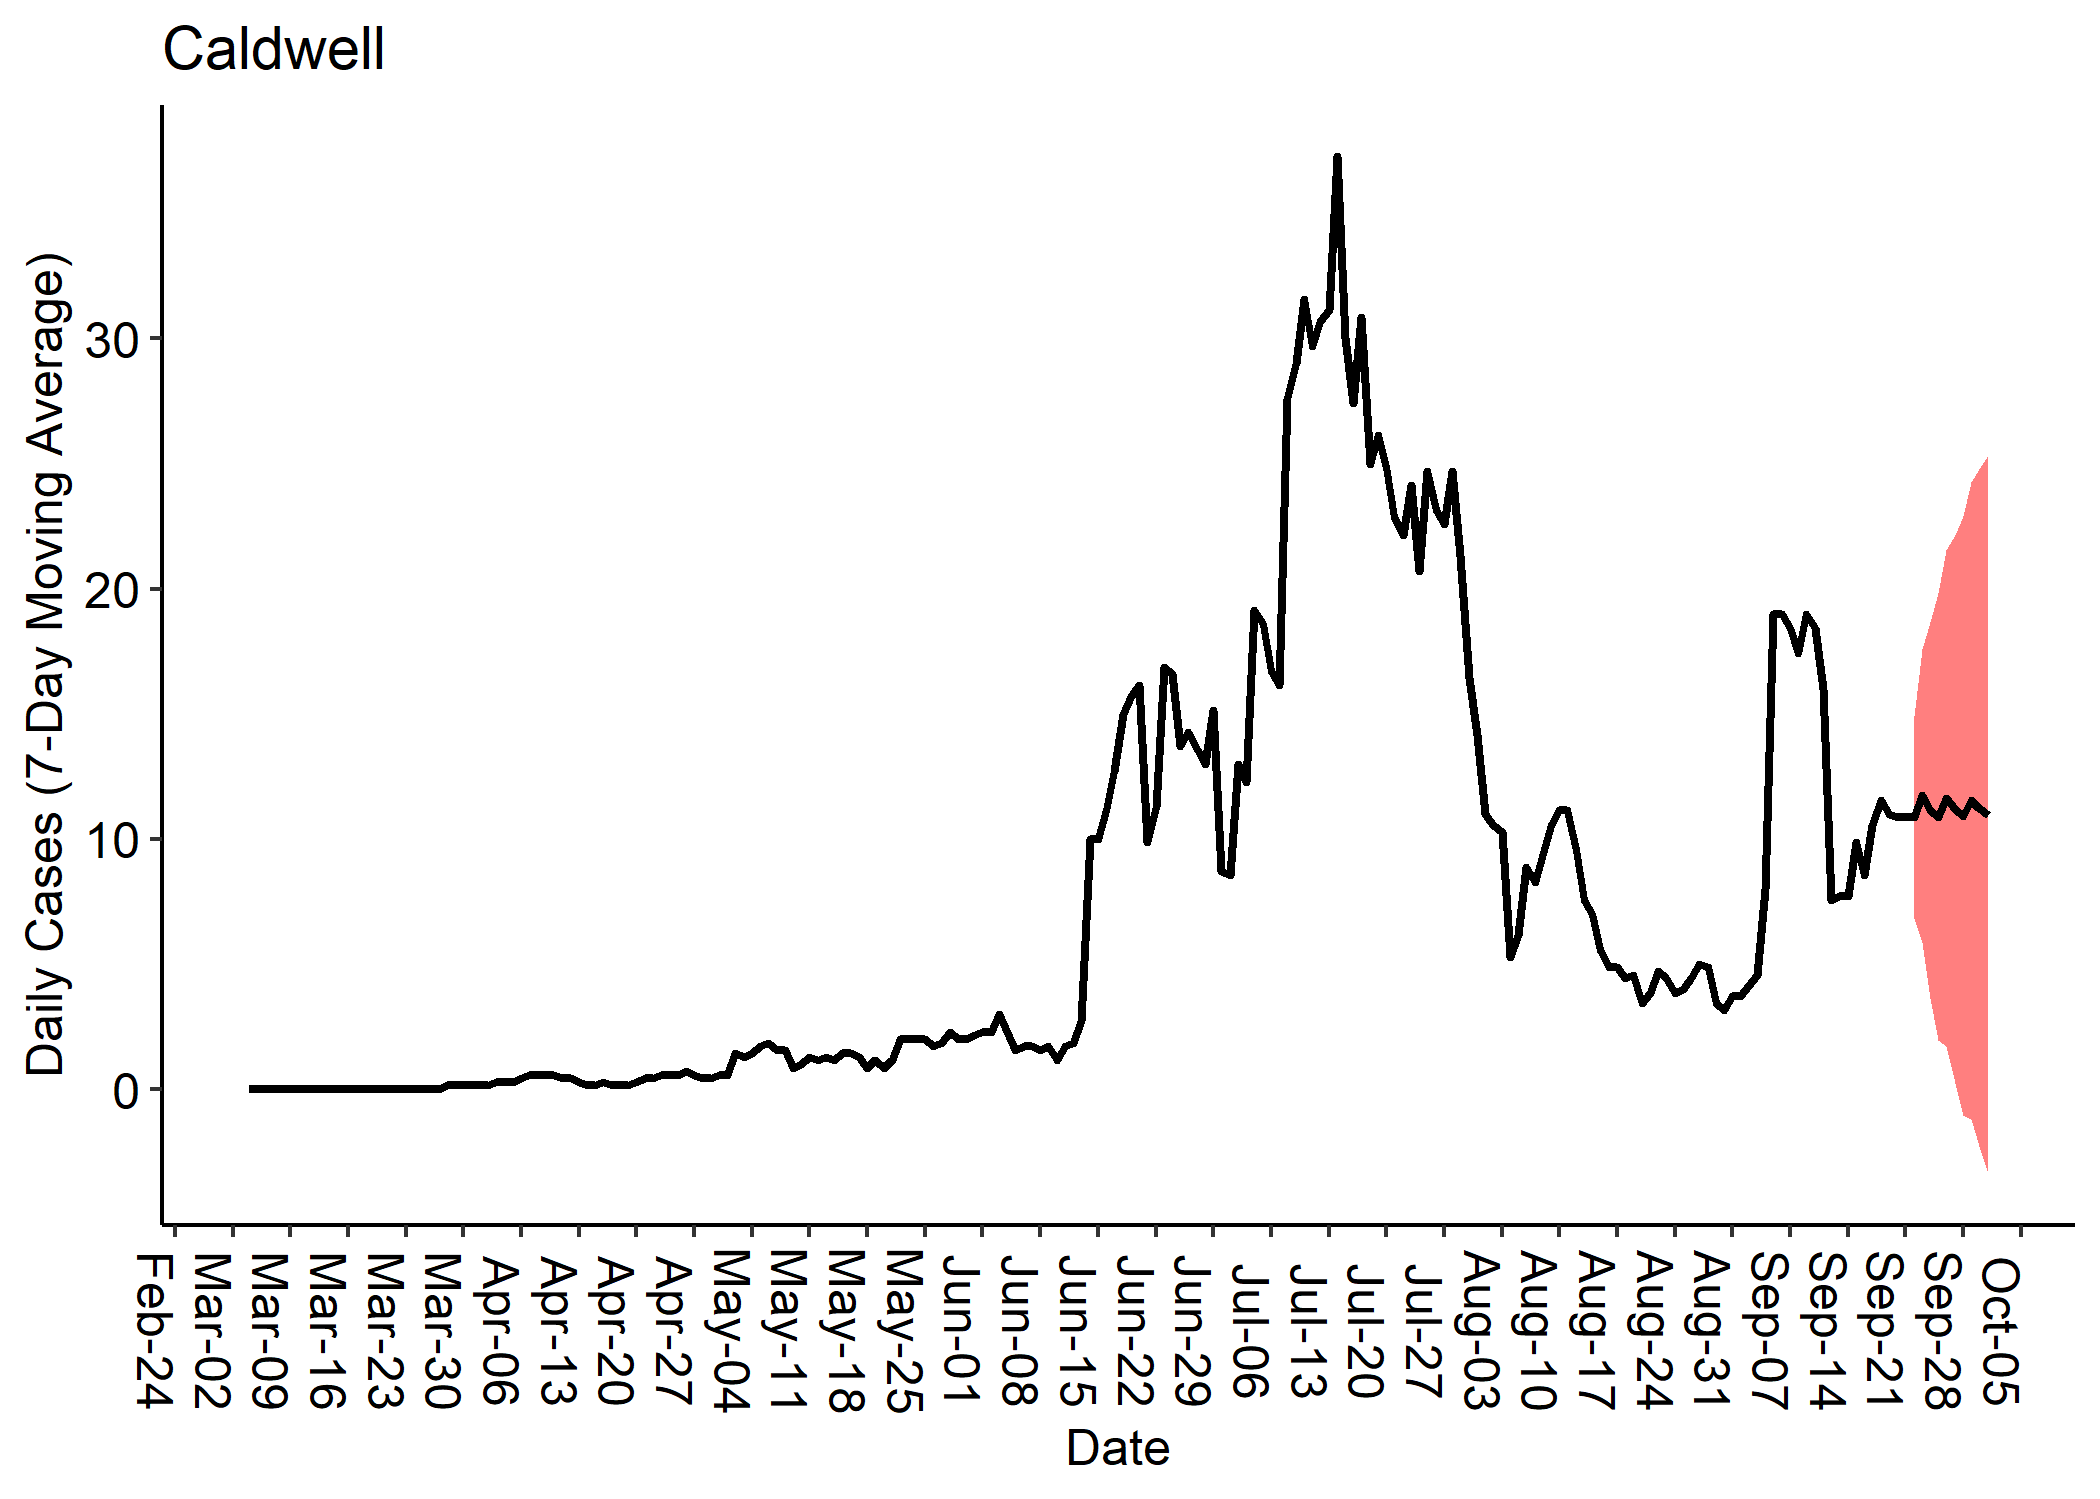 Caldwell
Daily Cases (7-Day Moving Average)
30
20
10
0
Feb-24
Mar-02
Mar-09
Mar-16
Mar-23
Mar-30
Apr-06
Apr-13
Apr-20
Apr-27
May-04
May-11
May-18
May-25
Jun-01
Jun-08
Jun-15
Jun-22
Jun-29
Jul-06
Jul-13
Jul-20
Jul-27
Aug-03
Aug-10
Aug-17
Aug-24
Aug-31
Sep-07
Sep-14
Sep-21
Sep-28
Oct-05
Date